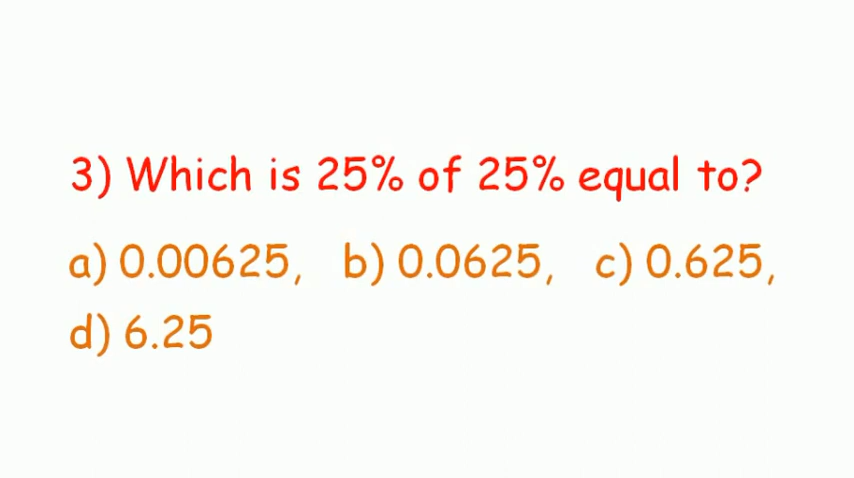 3) Which is 25% of 25% equal to?
a) 0.00625, b) 0.0625, c) 0.625,
d) 6.25